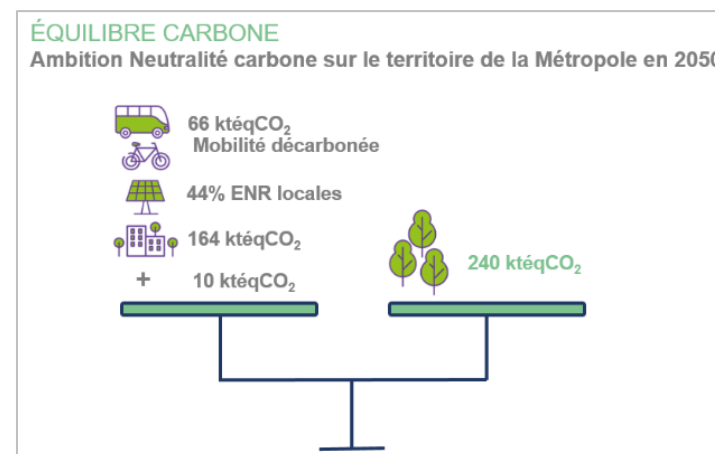 ÉQUILIBRE CARBONE
Ambition Neutralité carbone sur le territoire de la Métropole en 2050
66 ktéqCO₂
Mobilité décarbonée
44% ENR locales
164 ktéqCO₂
+ 10 ktéqCO₂
240 ktéqCO₂